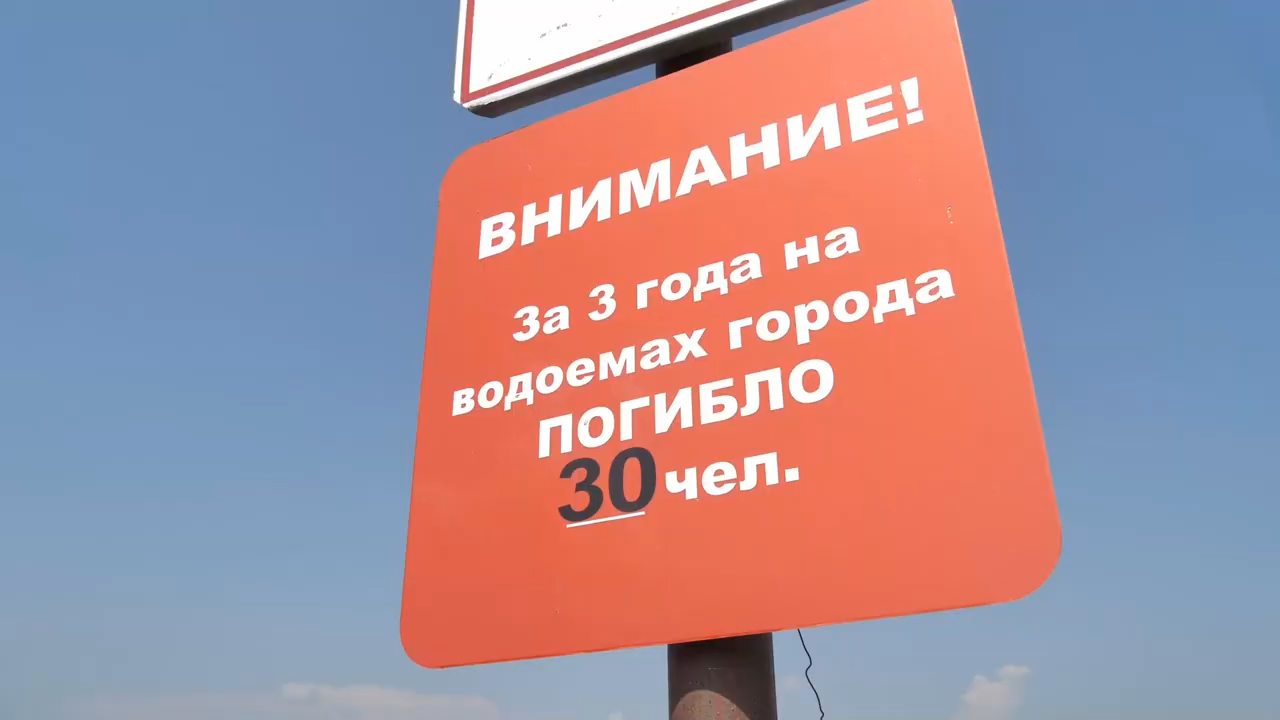 ВНИМАНИЕ!
За 3 года на
водоемах города
ПОГИБЛО
30 чел.